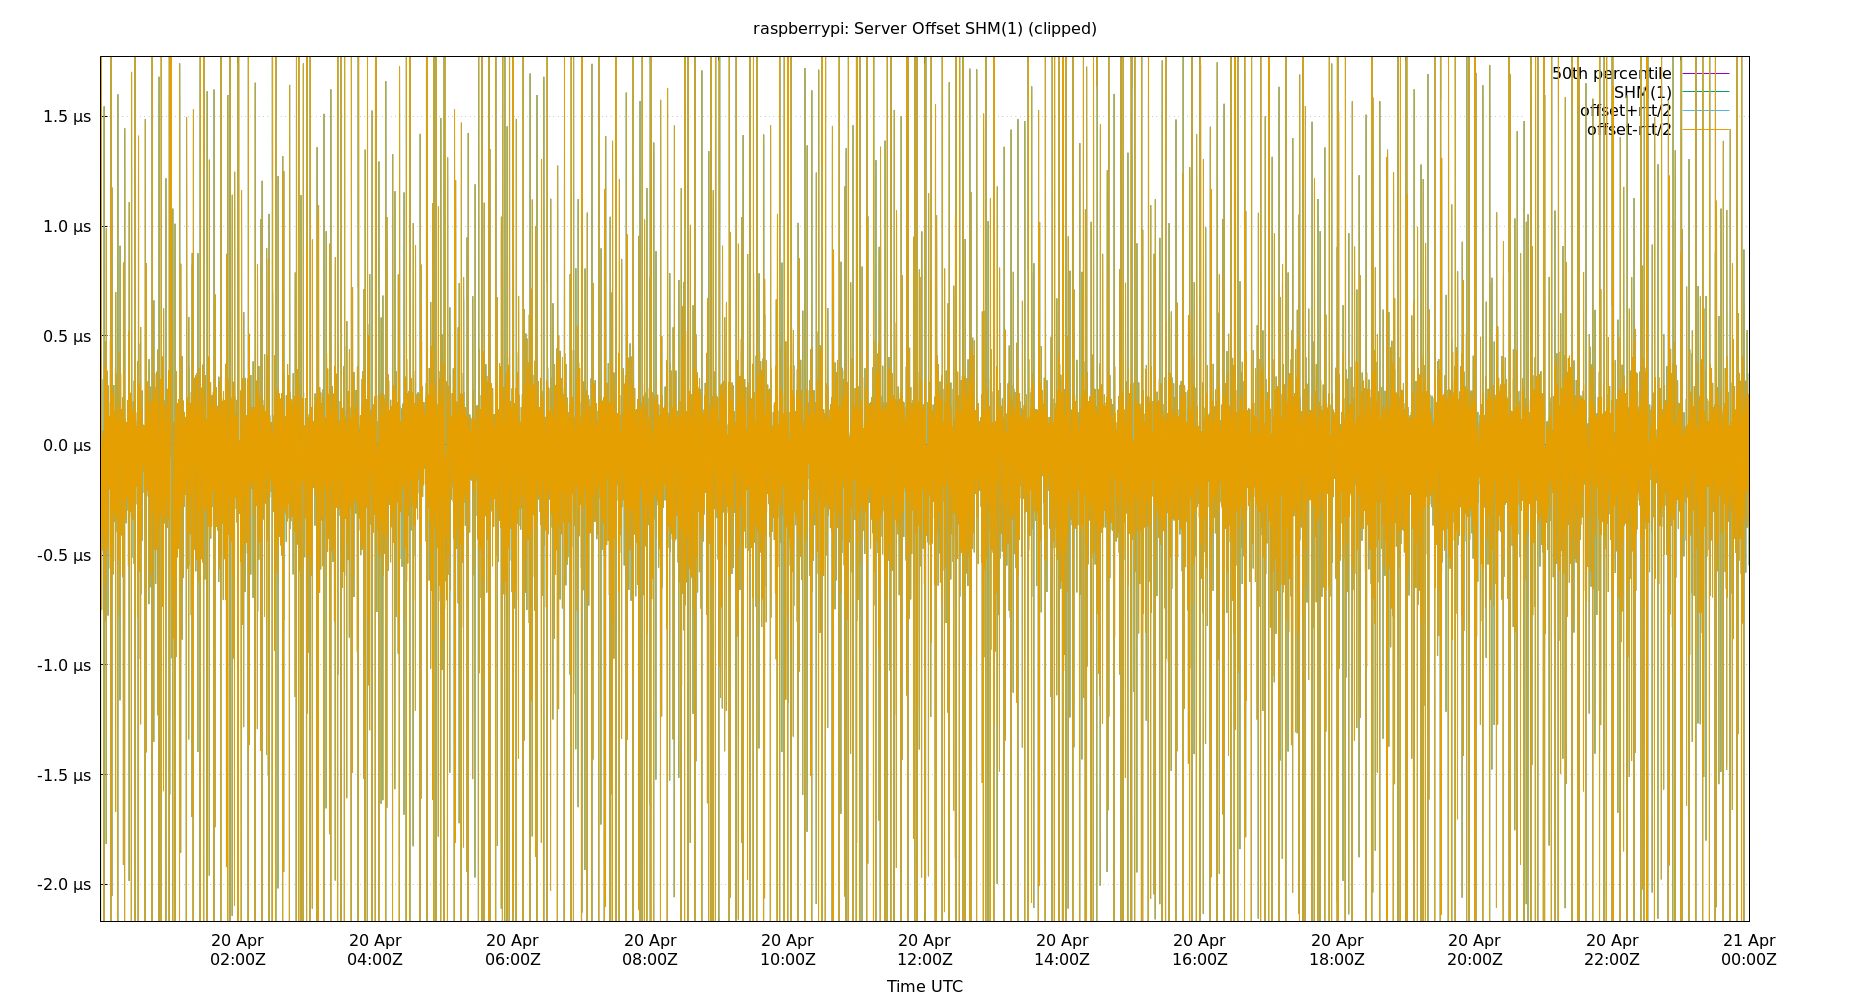 raspberrypi: Server Offset SHM(1) (clipped)
50th percentile
SHM(1)
offset+rtt/2
offset-rtt/2
1.5 µs
1.0 µs
0.5 µs
0.0 µs
-0.5 µs
-1.0 µs
-1.5 µs
-2.0 µs
20 Apr 20 Apr 20 Apr 20 Apr 20 Apr 20 Apr 20 Apr 20 Apr 20 Apr 20 Apr 20 Apr 21 Apr
02:00Z 04:00Z 06:00Z 08:00Z 10:00Z 12:00Z 14:00Z 16:00Z 18:00Z 20:00Z 22:00Z 00:00Z
Time UTC